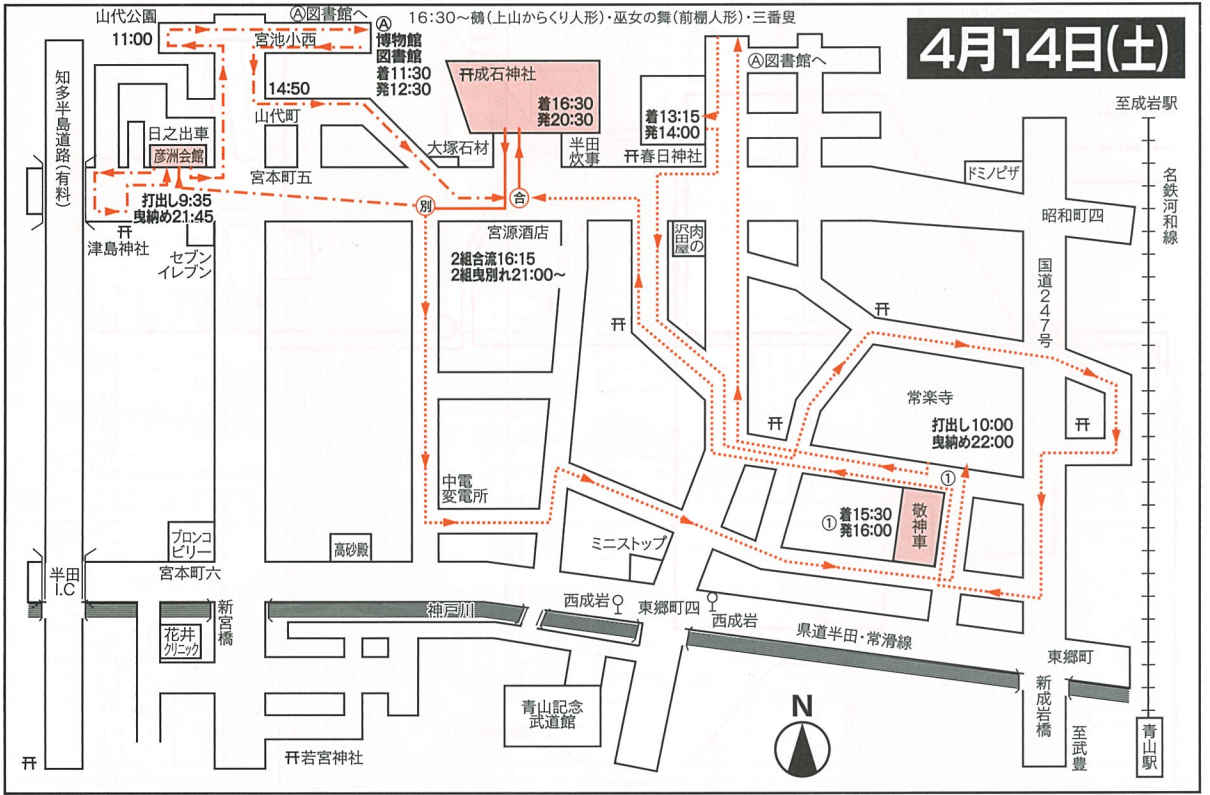 4月14日(土)
16:30～鶴(上山からくり人形)・巫女の舞(前棚人形)・三番叟
山代公園
11:00
Ⓐ図書館へ
宮池小西
Ⓐ
博物館
図書館
着11:30
発12:30
14:50
山代町
知多半島道路(有料)
日之出車
彦洲会館
打出し9:35
曳納め21:45
津島神社
セブン
イレブン
宮本町五
大塚石材
成石神社
着16:30
発20:30
半田
炊事
着13:15
発14:00
春日神社
Ⓐ図書館へ
ドミノピザ
至成岩駅
名鉄河和線
昭和町四
国道247号
別
合
宮源酒店
2組合流16:15
2組曳別れ21:00～
肉の
沢田屋
常楽寺
打出し10:00
曳納め22:00
①
① 着15:30
発16:00
敬神車
中電
変電所
ミニストップ
高砂殿
ブロンコ
ビリー
宮本町六
半田
I.C
新宮橋
神戸川
花井
クリニック
西成岩
東郷町四
西成岩
県道半田・常滑線
東郷町
新成岩橋
至武豊
青山駅
青山記念
武道館
若宮神社
N